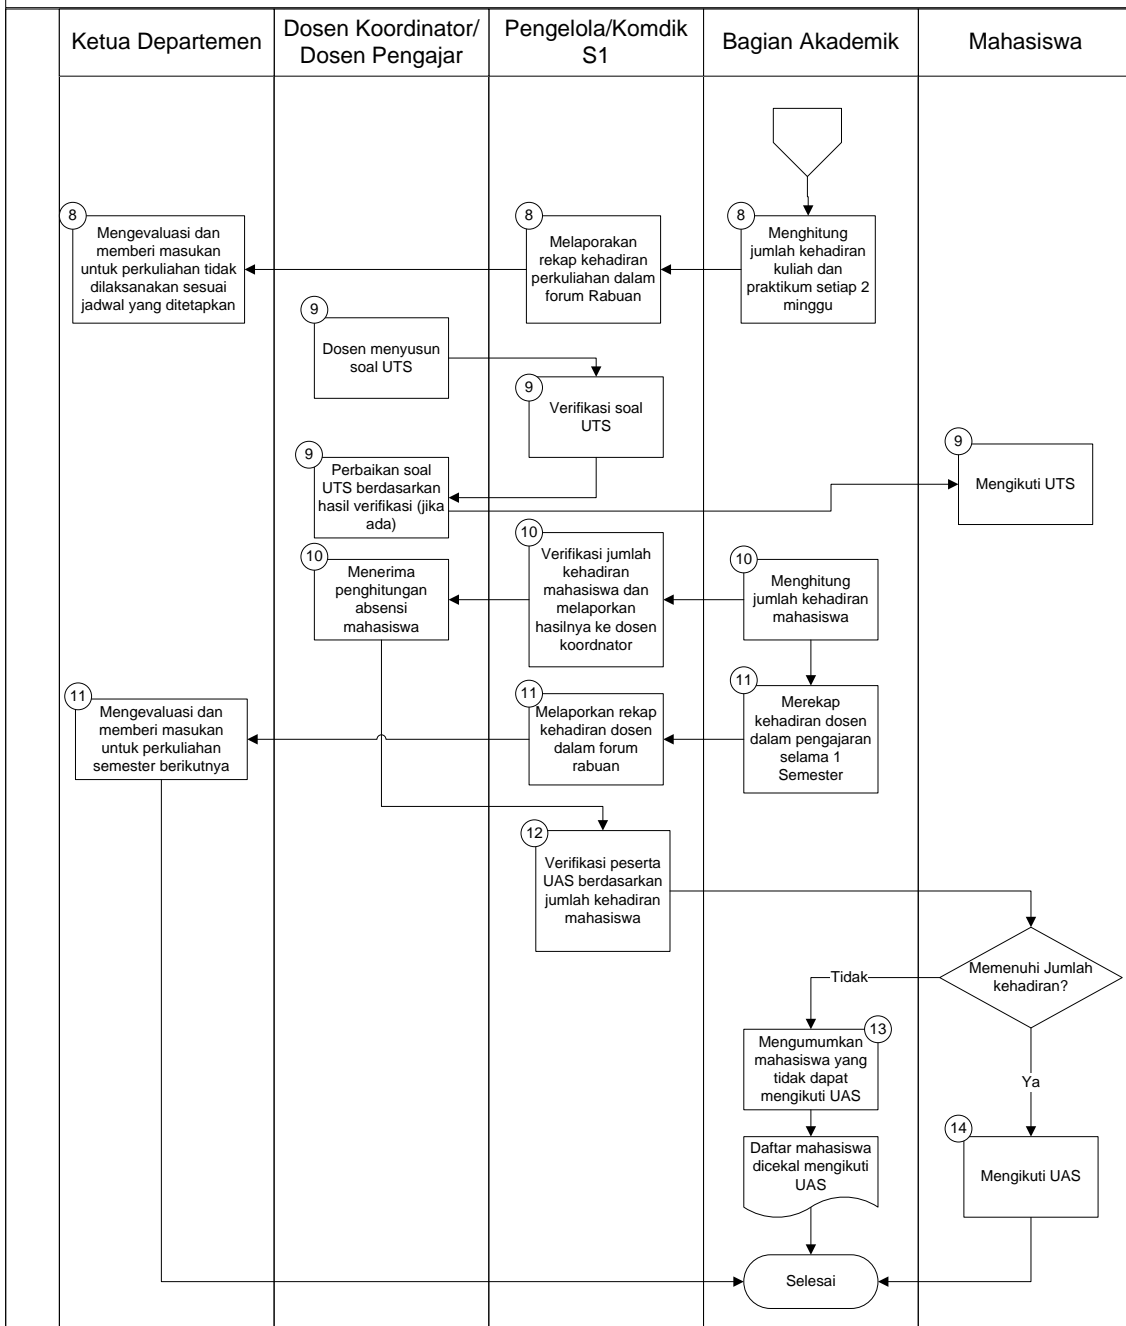 Ketua Departemen
Dosen Koordinator/
Dosen Pengajar
Pengelola/Komdik
S1
Bagian Akademik
Mahasiswa
8
Mengevaluasi dan
memberi masukan
untuk perkuliahan tidak
dilaksanakan sesuai
jadwal yang ditetapkan
8
Melaporakan
rekap kehadiran
perkuliahan dalam
forum Rabuan
8
Menghitung
jumlah kehadiran
kuliah dan
praktikum setiap 2
minggu
9
Dosen menyusun
soal UTS
9
Verifikasi soal
UTS
9
Perbaikan soal
UTS berdasarkan
hasil verifikasi (jika
ada)
9
Mengikuti UTS
10
Menerima
penghitungan
absensi
mahasiswa
10
Verifikasi jumlah
kehadiran
mahasiswa dan
melaporkan
hasilnya ke dosen
koordnator
10
Menghitung
jumlah kehadiran
mahasiswa
11
Mengevaluasi dan
memberi masukan
untuk perkuliahan
semester berikutnya
11
Melaporkan rekap
kehadiran dosen
dalam forum
rabuan
11
Merekap
kehadiran dosen
dalam pengajaran
selama 1
Semester
12
Verifikasi peserta
UAS berdasarkan
jumlah kehadiran
mahasiswa
Memenuhi Jumlah
kehadiran?
Tidak
13
Mengumumkan
mahasiswa yang
tidak dapat
mengikuti UAS
Ya
Daftar mahasiswa
dicekal mengikuti
UAS
14
Mengikuti UAS
Selesai